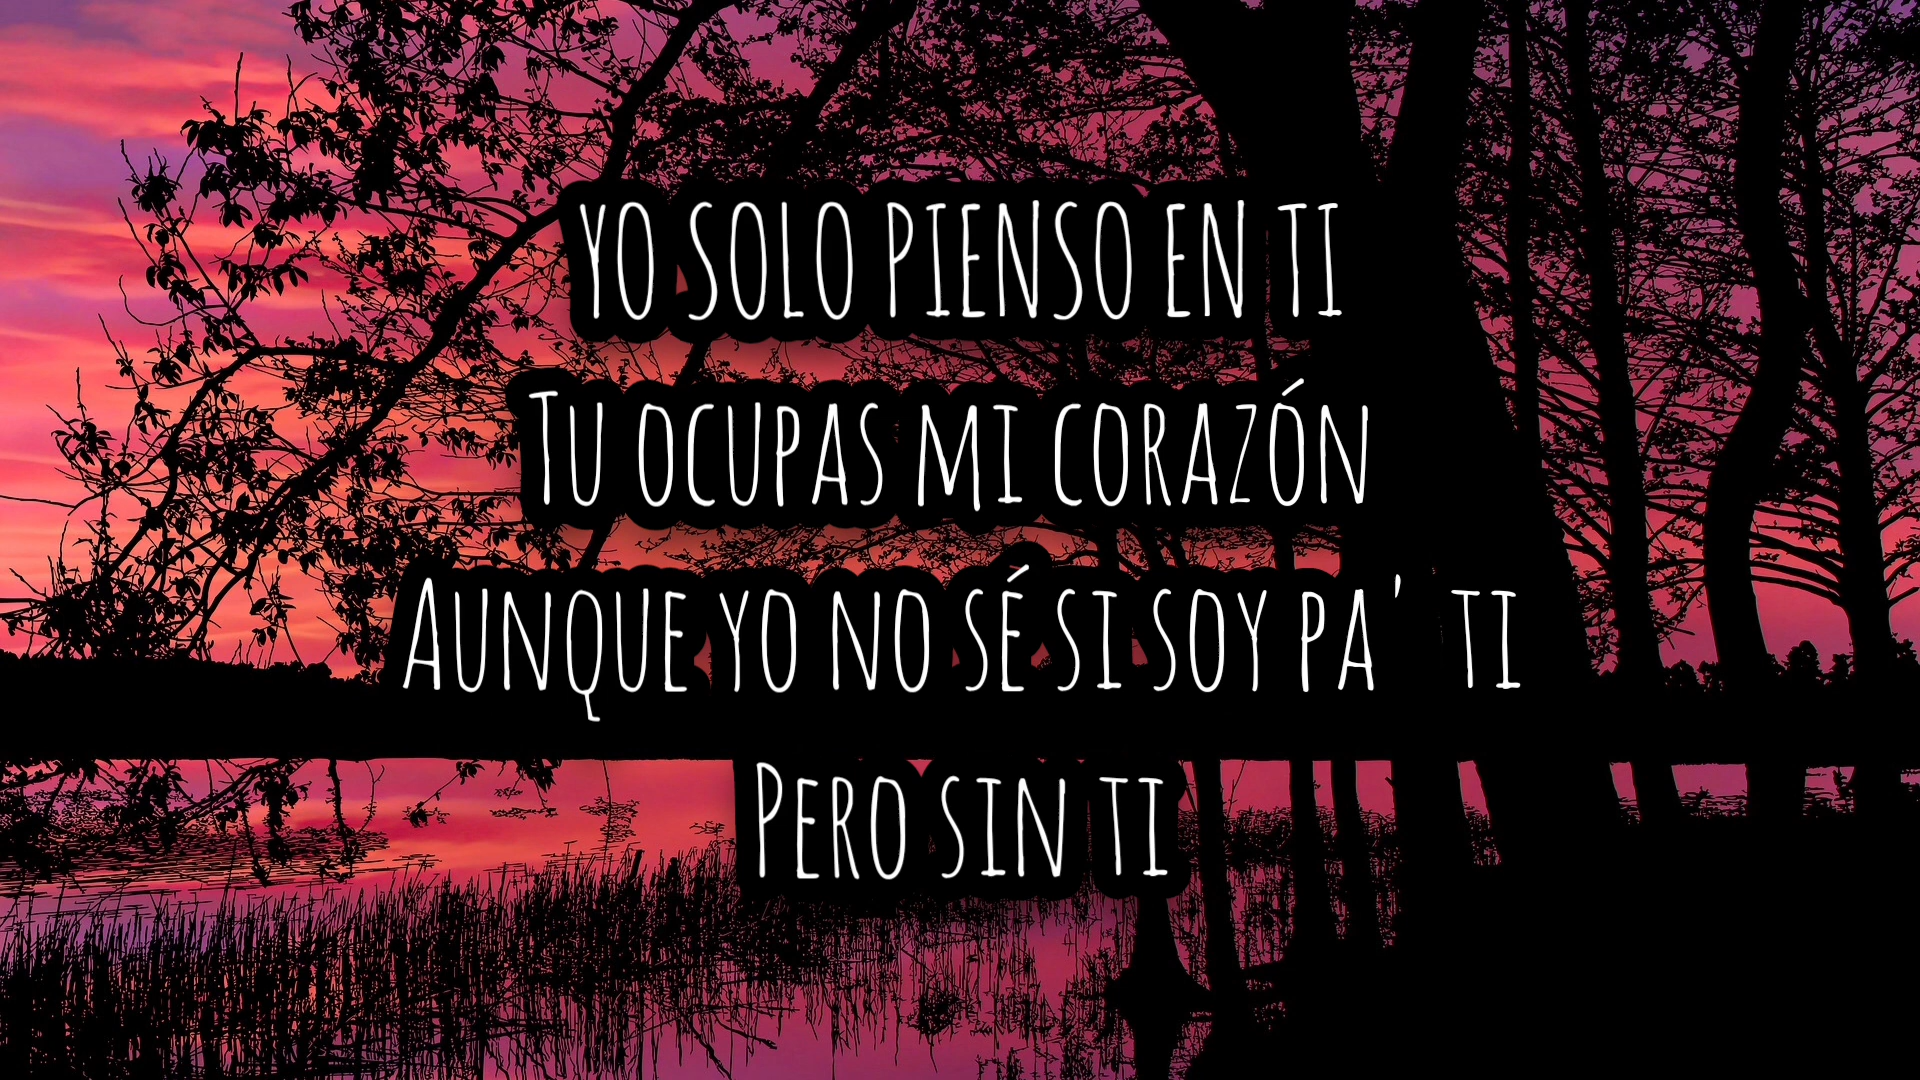 yo solo pienso en ti
Tu ocupas mi corazón
Aunque yo no sé si soy pa' ti
Pero sin ti